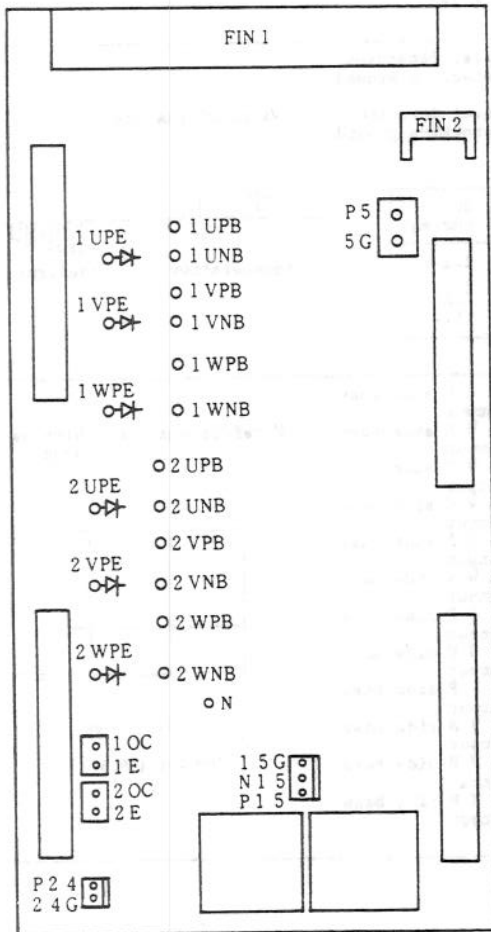 FIN 1
FIN 2
P 5
5 G
1 UPB
1 UPE
1 UNB
1 VPB
1 VPE
1 VNB
1 WPB
1 WPE
1 WNB
2 UPB
2 UPE
2 UNB
2 VPB
2 VPE
2 VNB
2 WPB
2 WPE
2 WNB
N
1 OC
1 E
2 OC
2 E
1 5 G
N 1 5
P 1 5
P 2 4
2 4 G